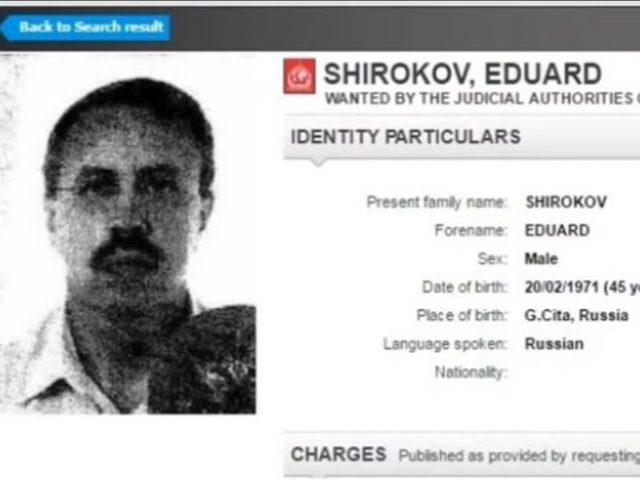 Back to Search result
SHIROKOV, EDUARD
WANTED BY THE JUDICIAL AUTHORITIES
IDENTITY PARTICULARS
Present family name: SHIROKOV
Forename: EDUARD
Sex: Male
Date of birth: 20/02/1971 (45 ye
Place of birth: G.Cita, Russia
Language spoken: Russian
Nationality:
CHARGES Published as provided by requesting